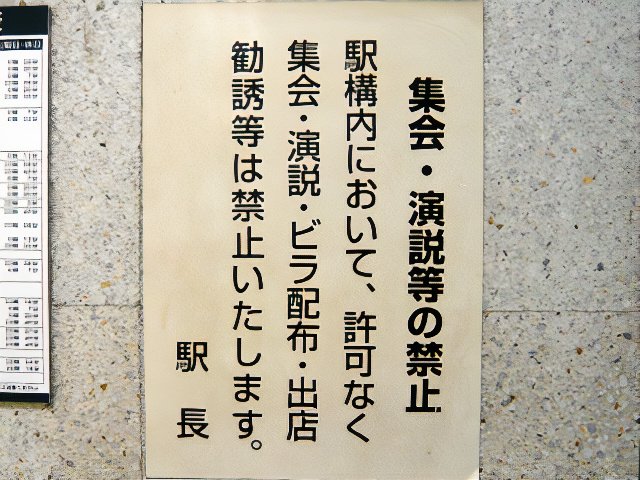 集会・演説等の禁止
駅構内において、許可なく
集会・演説・ビラ配布・出店
勧誘等は禁止いたします。
駅長